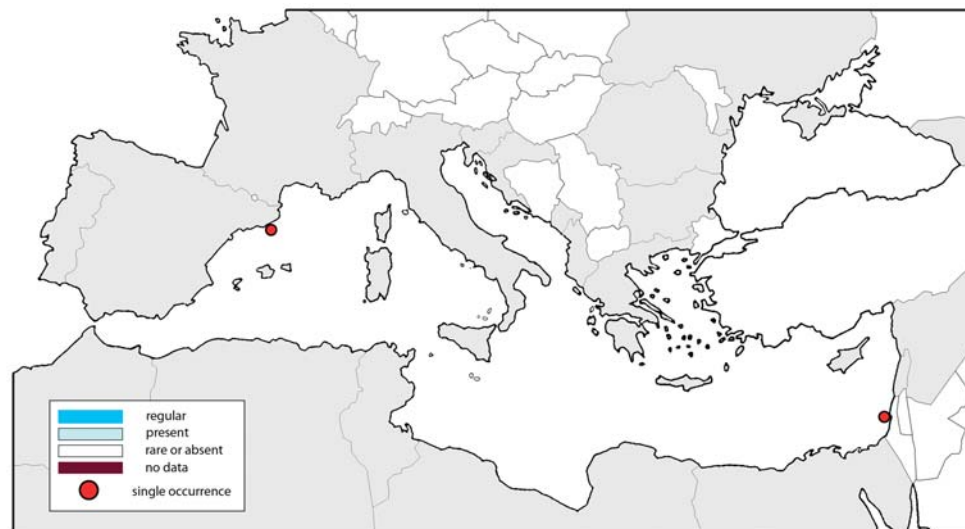 regular
present
rare or absent
no data
single occurrence